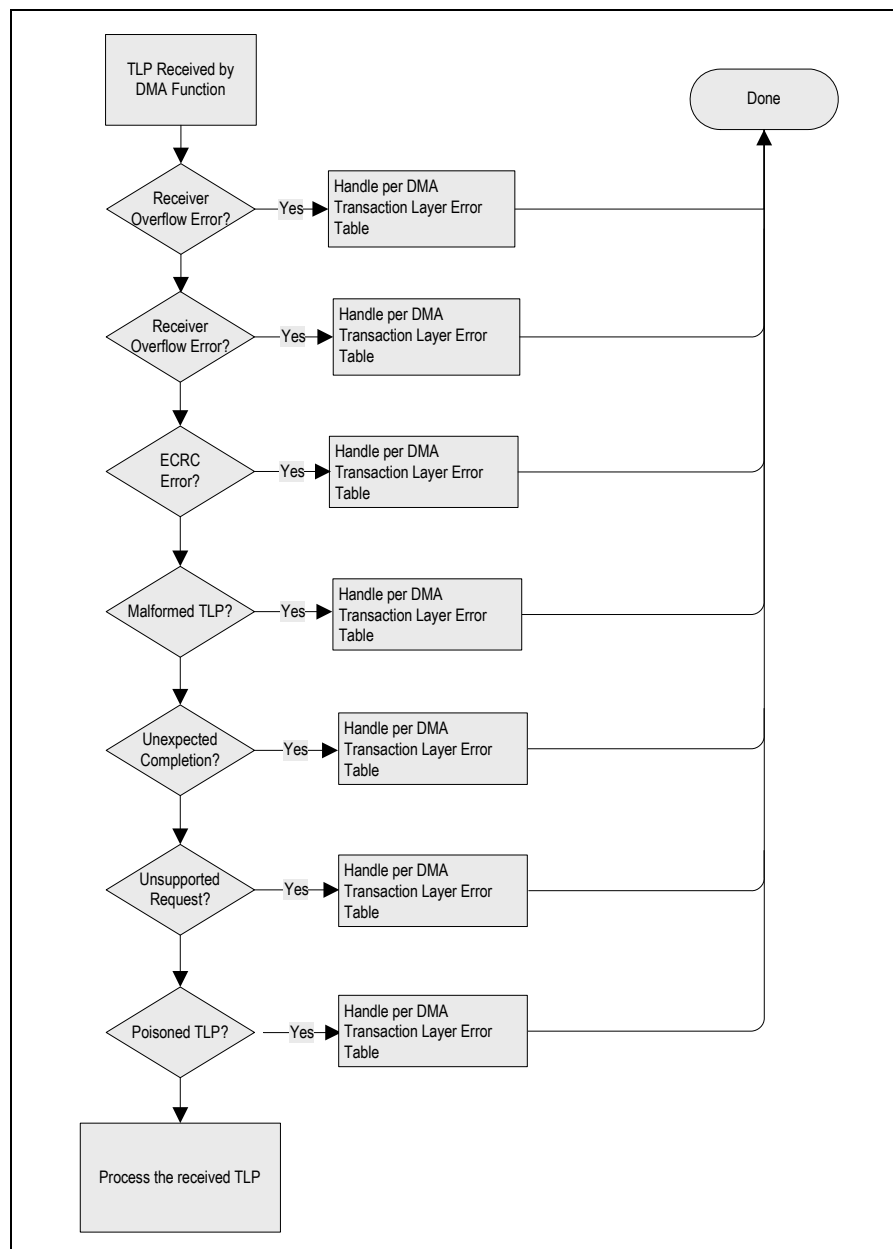 TLP Received by
DMA Function
Done
Receiver
Overflow Error?
Yes
Handle per DMA
Transaction Layer Error
Table
Receiver
Overflow Error?
Yes
Handle per DMA
Transaction Layer Error
Table
ECRC
Error?
Yes
Handle per DMA
Transaction Layer Error
Table
Malformed TLP?
Yes
Handle per DMA
Transaction Layer Error
Table
Unexpected
Completion?
Yes
Handle per DMA
Transaction Layer Error
Table
Unsupported
Request?
Yes
Handle per DMA
Transaction Layer Error
Table
Poisoned TLP?
Yes
Handle per DMA
Transaction Layer Error
Table
Process the received TLP